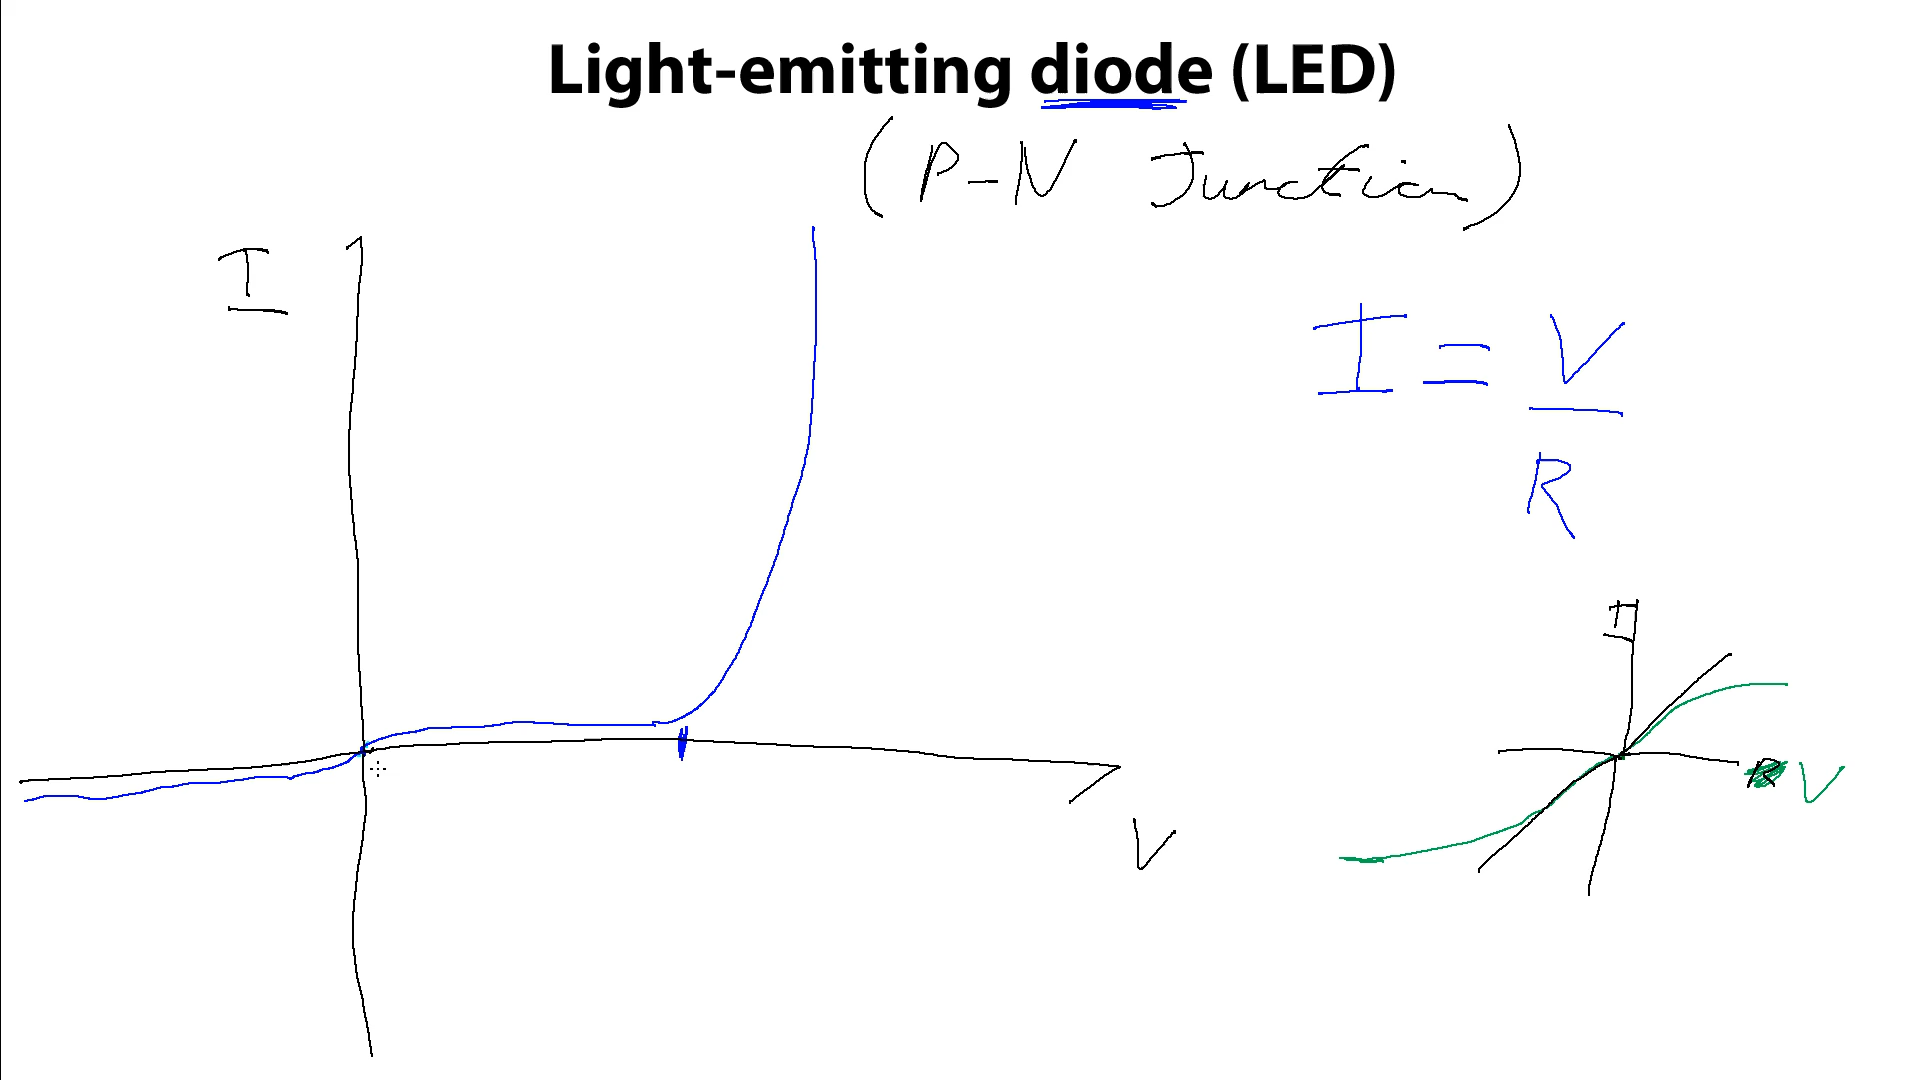 Light-emitting diode (LED)
(P-N Junction)
I
I = V
R
I
R V
V